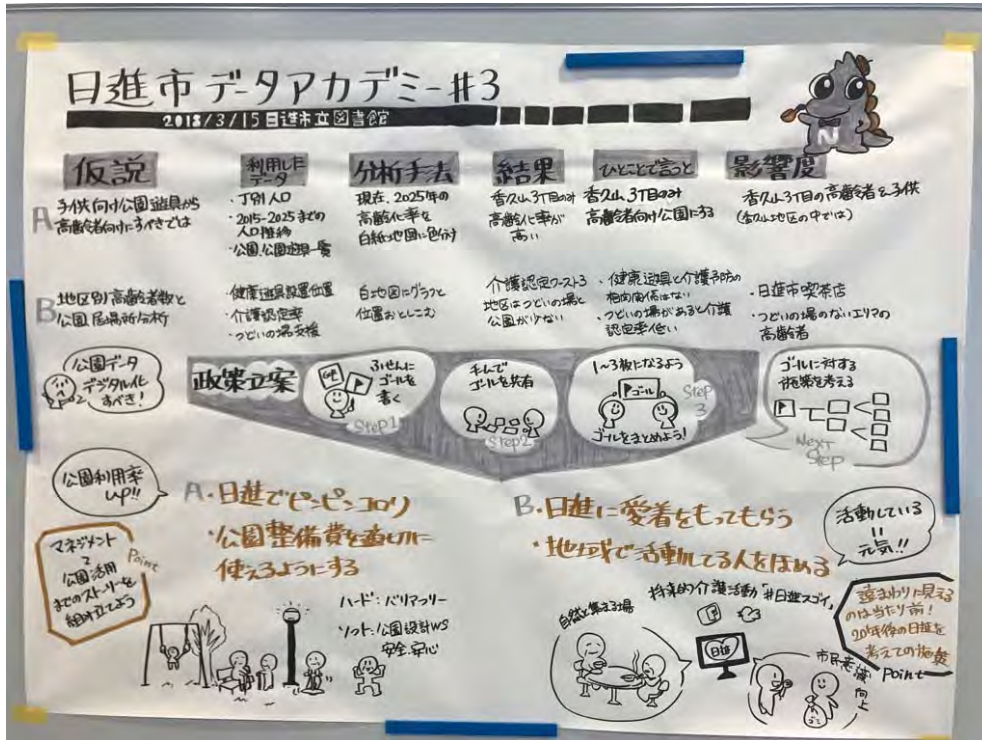 日進市データアカデミー#3
2018/3/15 日進市立図書館
N
仮説
利用した
データ
分析手法
結果
ひとことで言うと
影響度
A
子供向け公園遊具から
高齢者向けにすべきでは
・丁別人口
・2015-2025までの
人口推移
・公園、公園遊具一覧
現在、2025年の
高齢化率を
白紙地図に色分け
香久山3丁目のみ
高齢化率が
高い
香久山3丁目のみ
高齢者向け公園にする
香久山3丁目の高齢者と子供
(香久山地区の中では)
B
地区別高齢者数と
公園居場所分析
・健康遊具設置位置
・介護認定率
・つどいの場支援
白地図にグラフと
位置おとしこむ
介護認定ワースト3
地区はつどいの場と
公園が少ない
・健康遊具と介護予防の
相関関係はない
・つどいの場があると介護
認定率低い
・日進市喫茶店
・つどいの場のないエリアの
高齢者
公園データ
デジタル化
すべき!
政策立案
ふせんに
ゴールを
書く
Step1
チームで
ゴールを共有
Step2
1〜3枚になるよう
ゴール
ゴールをまとめよう!
Step
3
ゴールに対する
施策を考える
Next
Step
公園利用率
UP!!
A・日進でピンピンコロリ
・公園整備費を適切に
使えるようにする
B・日進に愛着をもってもらう
・地域で活動してる人をほめる
活動している
=
元気!!
マネジメント
公園活用
までのストーリーを
組み立てよう
Point
ハード:バリアフリー
ソフト:公園設計WS
安全、安心
自然と集まる場
将来的介護活動「#日進スゴイ」
日進
市民意識向上
20年後の日進を
考えての施策
のは当たり前!
Point